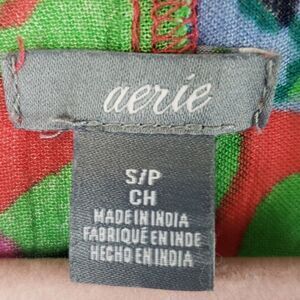 aerie
S/P
CH
MADE IN INDIA
FABRIQUÉ EN INDE
HECHO EN INDIA